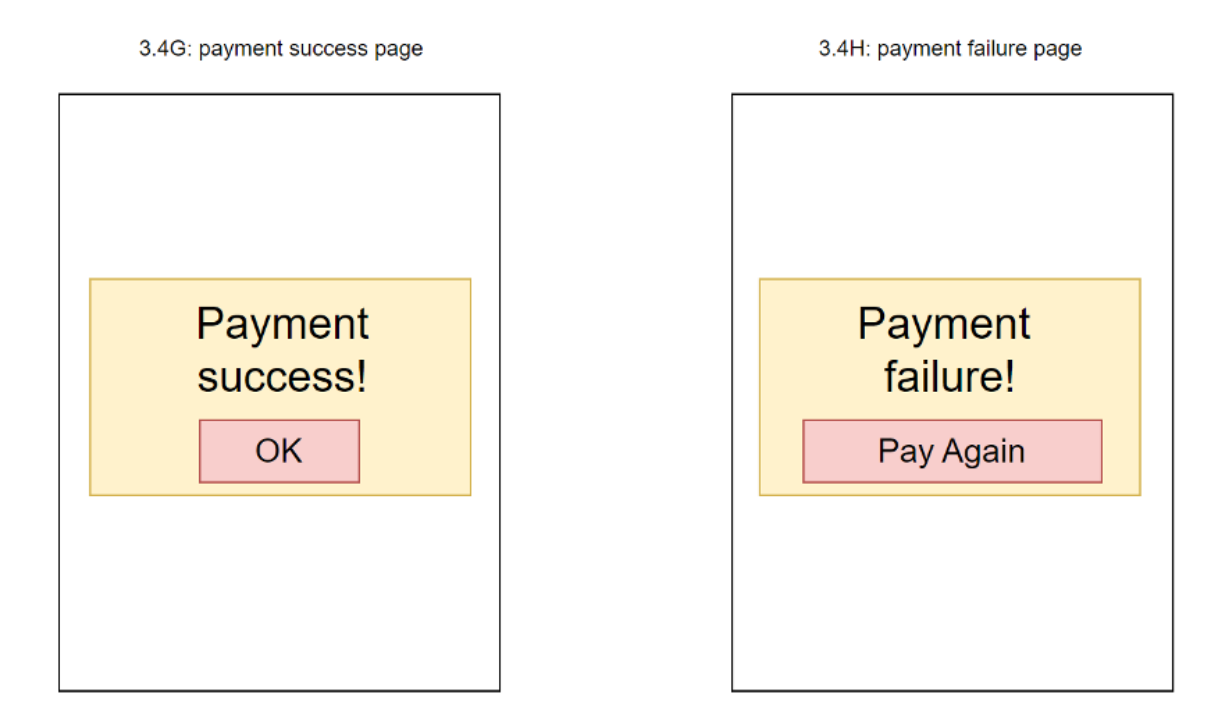 3.4G: payment success page
Payment
success!
OK
3.4H: payment failure page
Payment
failure!
Pay Again